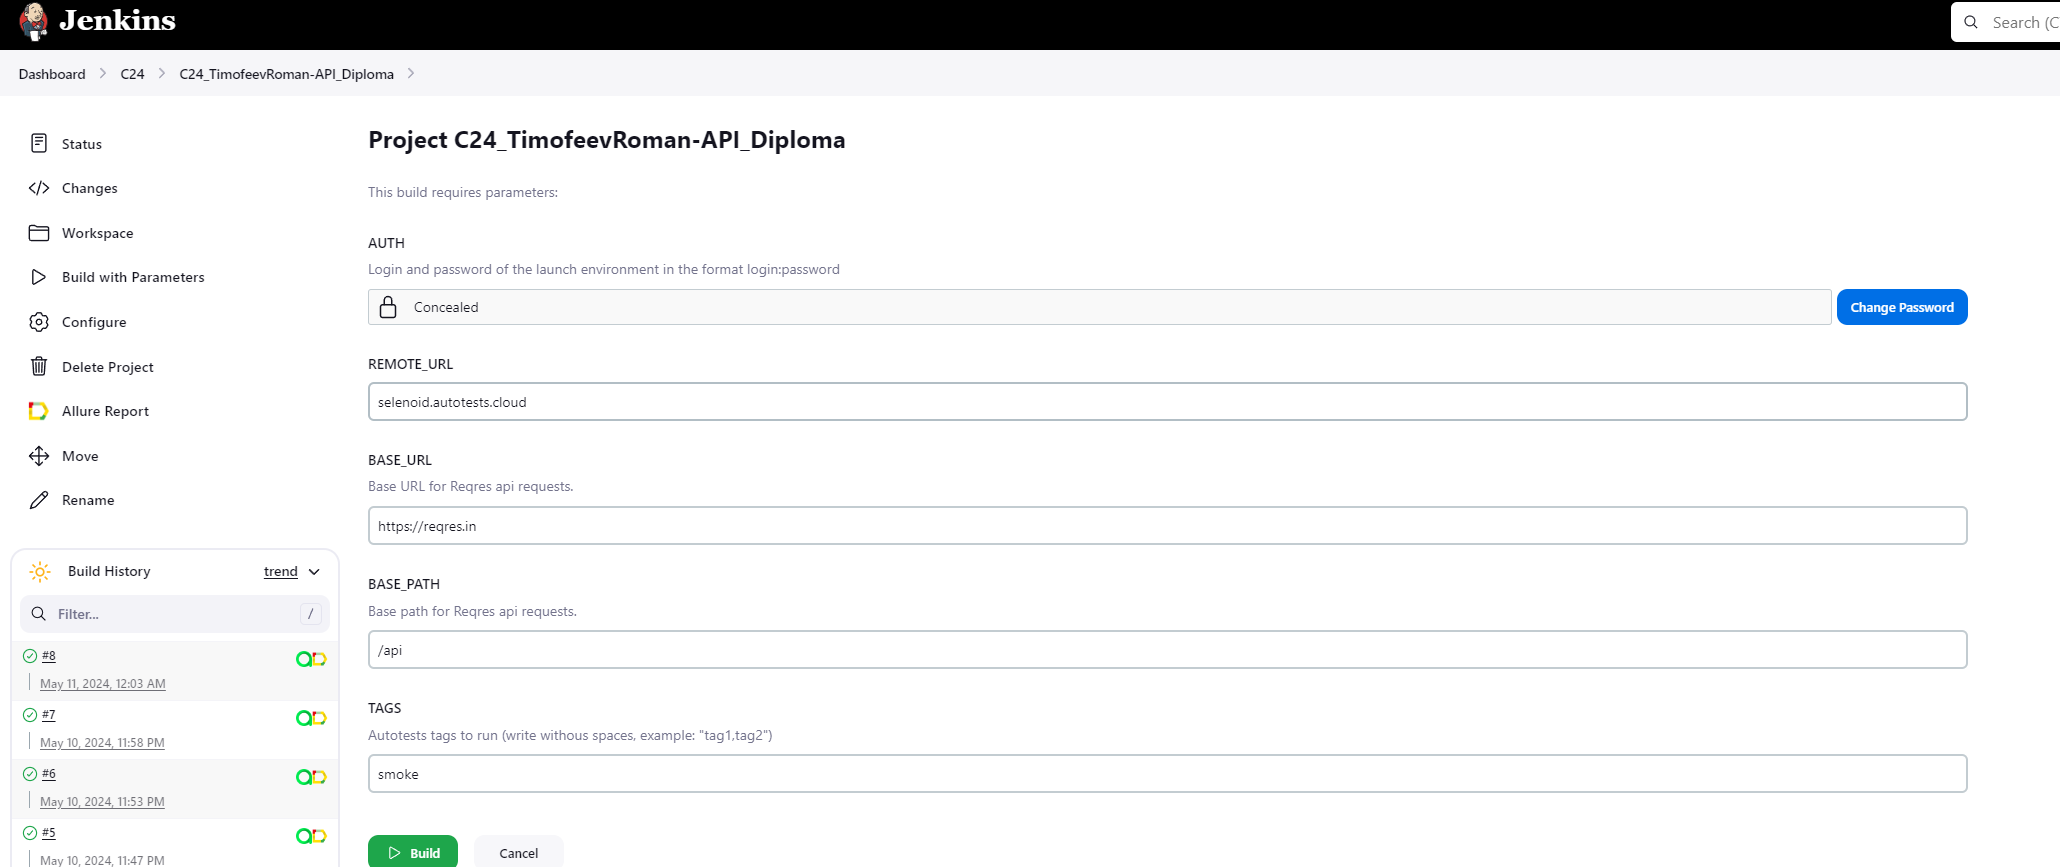 Jenkins
Search (C
Dashboard
C24
C24_TimofeevRoman-API_Diploma
Status
Changes
Workspace
Build with Parameters
Configure
Delete Project
Allure Report
Move
Rename
Build History
trend
Filter...
/
#8
May 11, 2024, 12:03 AM
#7
May 10, 2024, 11:58 PM
#6
May 10, 2024, 11:53 PM
#5
May 10, 2024, 11:47 PM
Project C24_TimofeevRoman-API_Diploma
This build requires parameters:
AUTH
Login and password of the launch environment in the format login:password
Concealed
Change Password
REMOTE_URL
selenoid.autotests.cloud
BASE_URL
Base URL for Reqres api requests.
https://reqres.in
BASE_PATH
Base path for Reqres api requests.
/api
TAGS
Autotests tags to run (write withous spaces, example: "tag1,tag2")
smoke
Build
Cancel